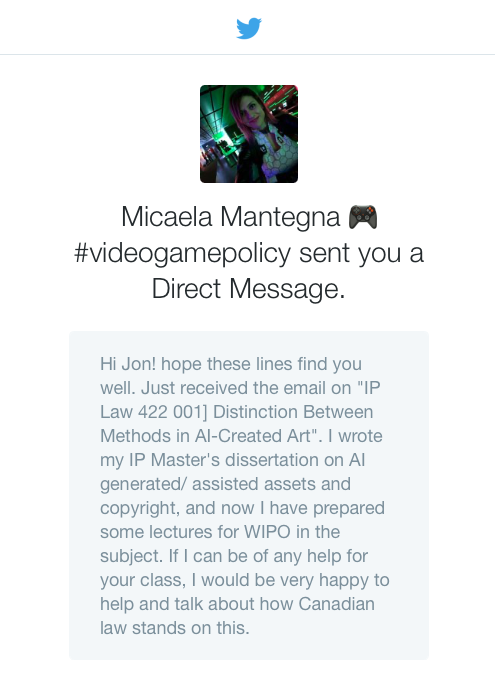 Micaela Mantegna 🎮
#videogamepolicy sent you a
Direct Message.
Hi Jon! hope these lines find you
well. Just received the email on "IP
Law 422 001] Distinction Between
Methods in AI-Created Art". I wrote
my IP Master's dissertation on AI
generated/ assisted assets and
copyright, and now I have prepared
some lectures for WIPO in the
subject. If I can be of any help for
your class, I would be very happy to
help and talk about how Canadian
law stands on this.